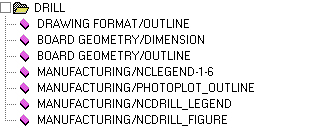 DRILL
DRAWING FORMAT/OUTLINE
BOARD GEOMETRY/DIMENSION
BOARD GEOMETRY/OUTLINE
MANUFACTURING/NCLEGEND-1-6
MANUFACTURING/PHOTOPLOT_OUTLINE
MANUFACTURING/NCDRILL_LEGEND
MANUFACTURING/NCDRILL_FIGURE